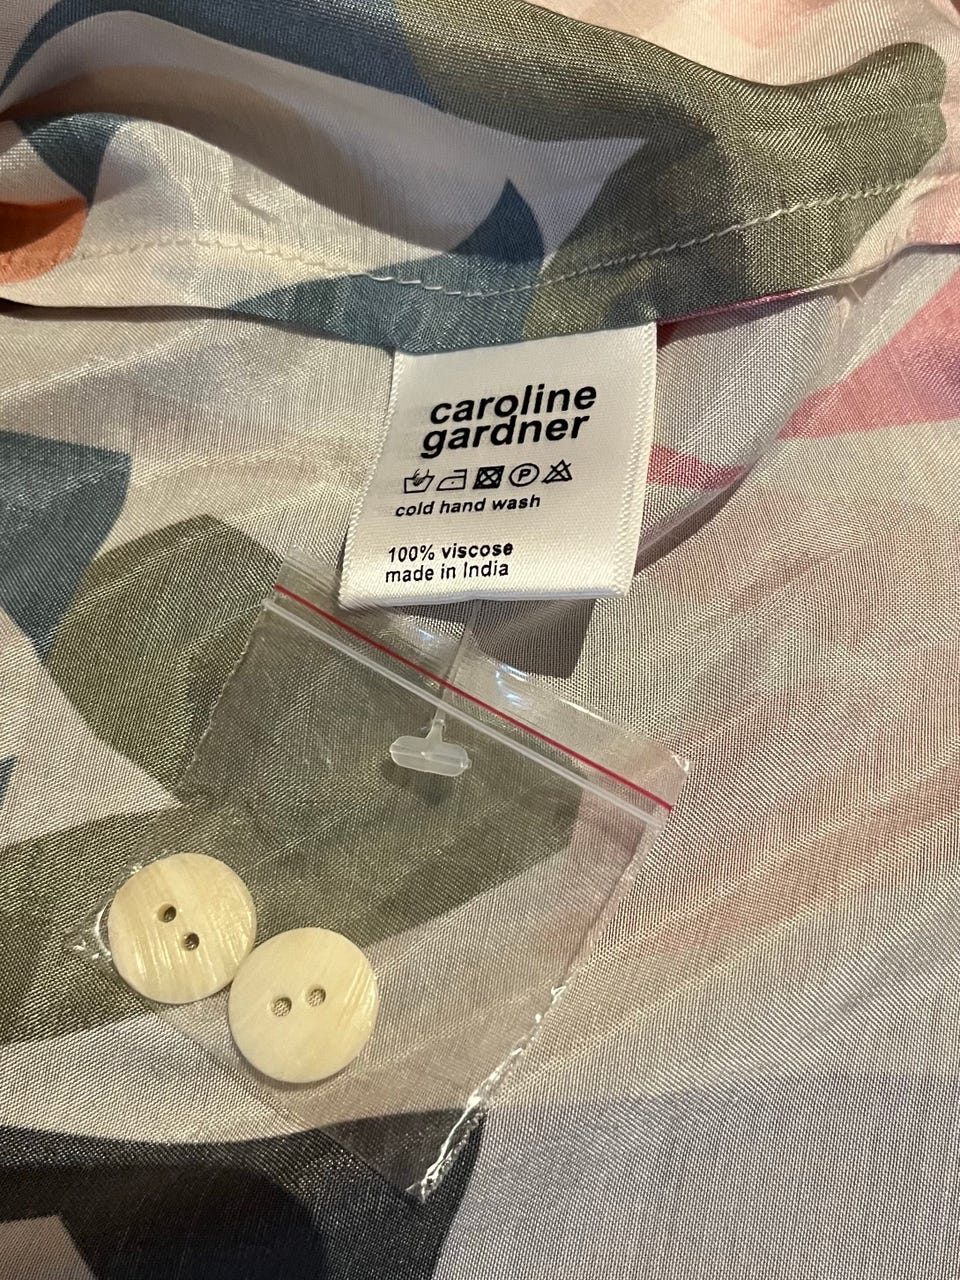 caroline
gardner
P
cold hand wash
100% viscose
made in India